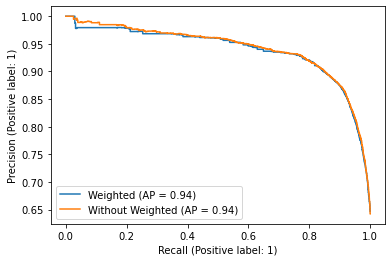 1.00
0.95
0.90
0.85
0.80
0.75
0.70
0.65
Precision (Positive label: 1)
Weighted (AP = 0.94)
Without Weighted (AP = 0.94)
0.0 0.2 0.4 0.6 0.8 1.0
Recall (Positive label: 1)